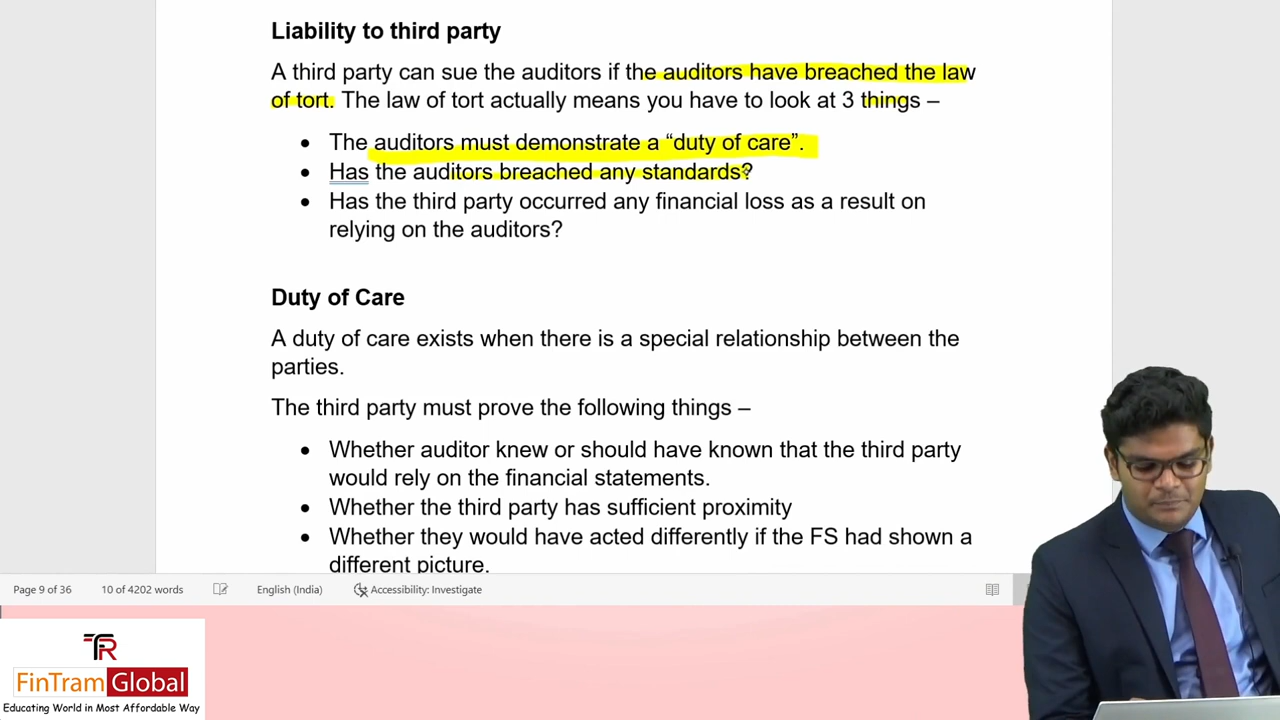 Liability to third party
A third party can sue the auditors if the auditors have breached the law
of tort. The law of tort actually means you have to look at 3 things –
• The auditors must demonstrate a “duty of care”.
• Has the auditors breached any standards?
• Has the third party occurred any financial loss as a result on
relying on the auditors?
Duty of Care
A duty of care exists when there is a special relationship between the
parties.
The third party must prove the following things –
• Whether auditor knew or should have known that the third party
would rely on the financial statements.
• Whether the third party has sufficient proximity
• Whether they would have acted differently if the FS had shown a
different picture.
Page 9 of 36 10 of 4202 words English (India) Accessibility: Investigate
FinTram Global
Educating World in Most Affordable Way